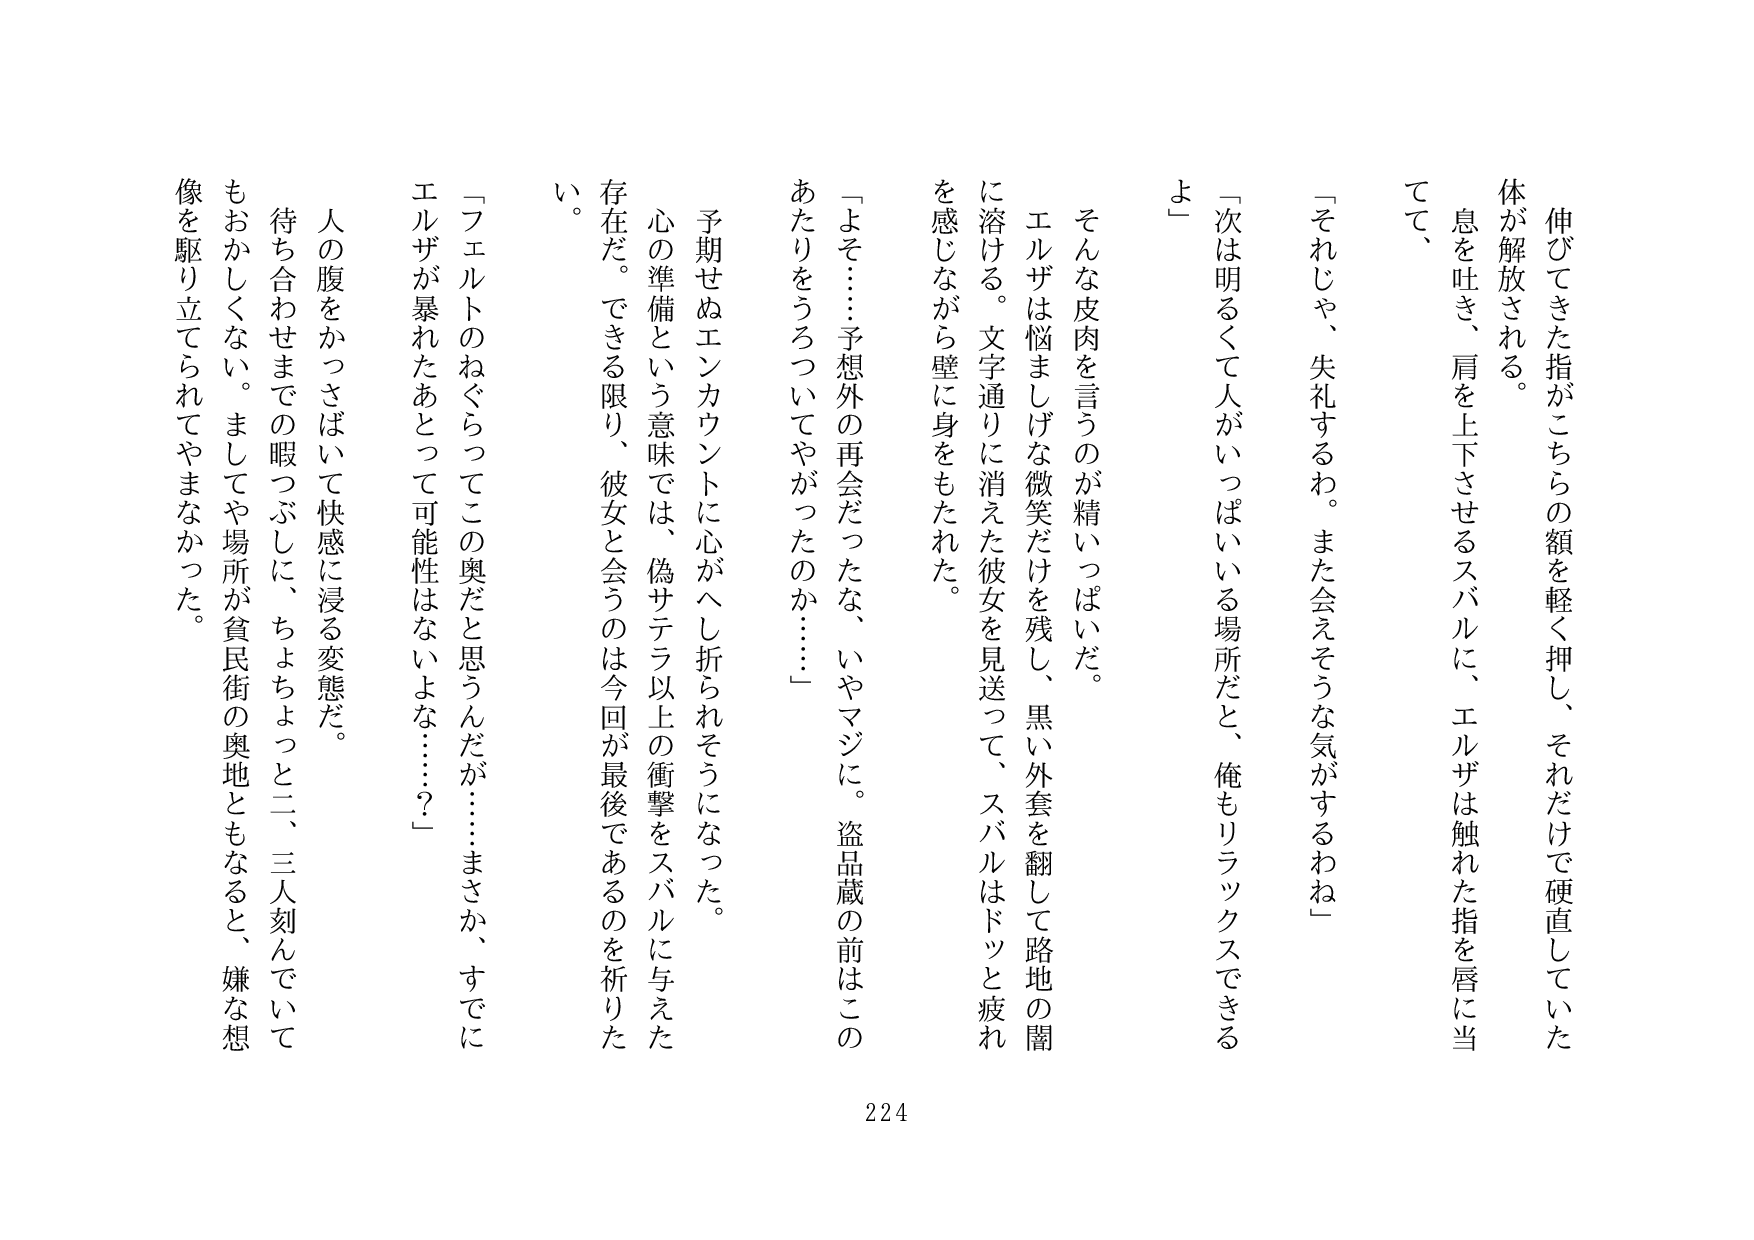 伸びてきた指がこちらの額を軽く押し、それだけで硬直していた
体が解放される。
息を吐き、肩を上下させるスバルに、エルザは触れた指を唇に当
てて、
「それじゃ、失礼するわ。また会えそうな気がするわね」
「次は明るくて人がいっぱいいる場所だと、俺もリラックスできる
よ」
そんな皮肉を言うのが精いっぱいだ。
エルザは悩ましげな微笑だけを残し、黒い外套を翻して路地の闇
に溶ける。文字通りに消えた彼女を見送って、スバルはドッと疲れ
を感じながら壁に身をもたれた。
「よそ……予想外の再会だったな、いやマジに。盗品蔵の前はこの
あたりをうろついてやがったのか……」
予期せぬエンカウントに心がへし折られそうになった。
心の準備という意味では、偽サテラ以上の衝撃をスバルに与えた
存在だ。できる限り、彼女と会うのは今回が最後であるのを祈りた
い。
「フェルトのねぐらってこの奥だと思うんだが……まさか、すでに
エルザが暴れたあとって可能性はないよな……？」
人の腹をかっさばいて快感に浸る変態だ。
待ち合わせまでの暇つぶしに、ちょちょっと二、三人刻んでいて
もおかしくない。ましてや場所が貧民街の奥地ともなると、嫌な想
像を駆り立てられてやまなかった。
224